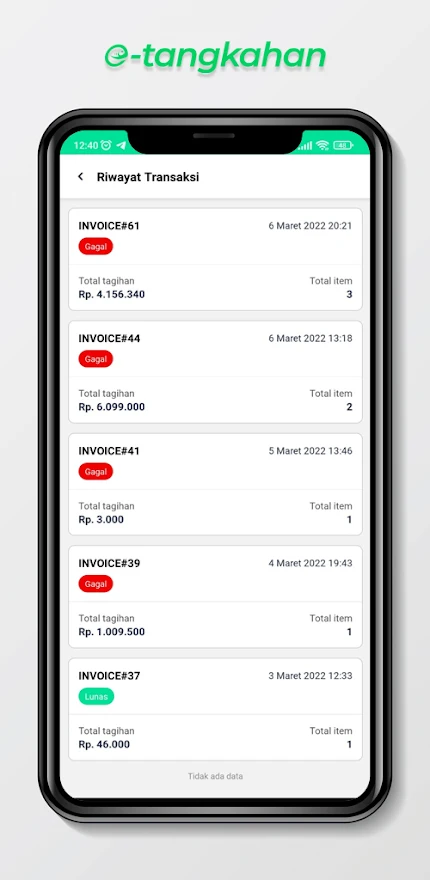 e-tangkahan
12:40
Riwayat Transaksi
INVOICE#61 6 Maret 2022 20:21
Gagal
Total tagihan Total item
Rp. 4.156.340 3
INVOICE#44 6 Maret 2022 13:18
Gagal
Total tagihan Total item
Rp. 6.099.000 2
INVOICE#41 5 Maret 2022 13:46
Gagal
Total tagihan Total item
Rp. 3.000 1
INVOICE#39 4 Maret 2022 19:43
Gagal
Total tagihan Total item
Rp. 1.009.500 1
INVOICE#37 3 Maret 2022 12:33
Lunas
Total tagihan Total item
Rp. 46.000 1
Tidak ada data